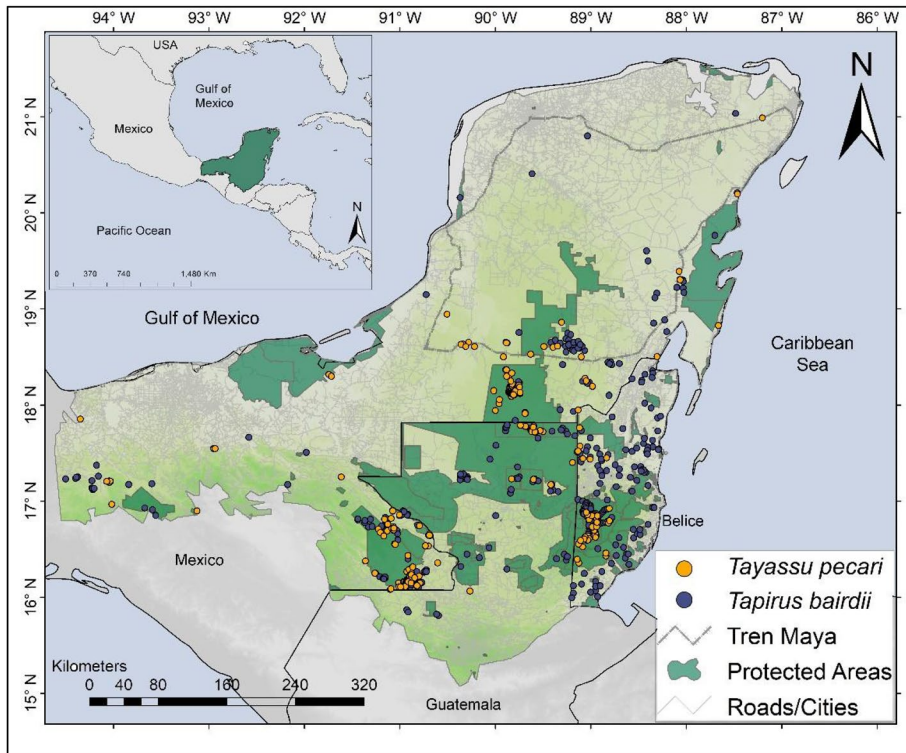 94° W
93° W
92° W
91° W
90° W
89° W
88° W
87° W
86° W
USA
Gulf of
Mexico
Mexico
Pacific Ocean
N
0 370 740 1,480 Km
N
21° N
20° N
19° N
18° N
17° N
16° N
15° N
Gulf of Mexico
Caribbean
Sea
Belice
Mexico
Guatemala
Kilometers
0 20 40 80 160 240 320
Tayassu pecari
Tapirus bairdii
Tren Maya
Protected Areas
Roads/Cities